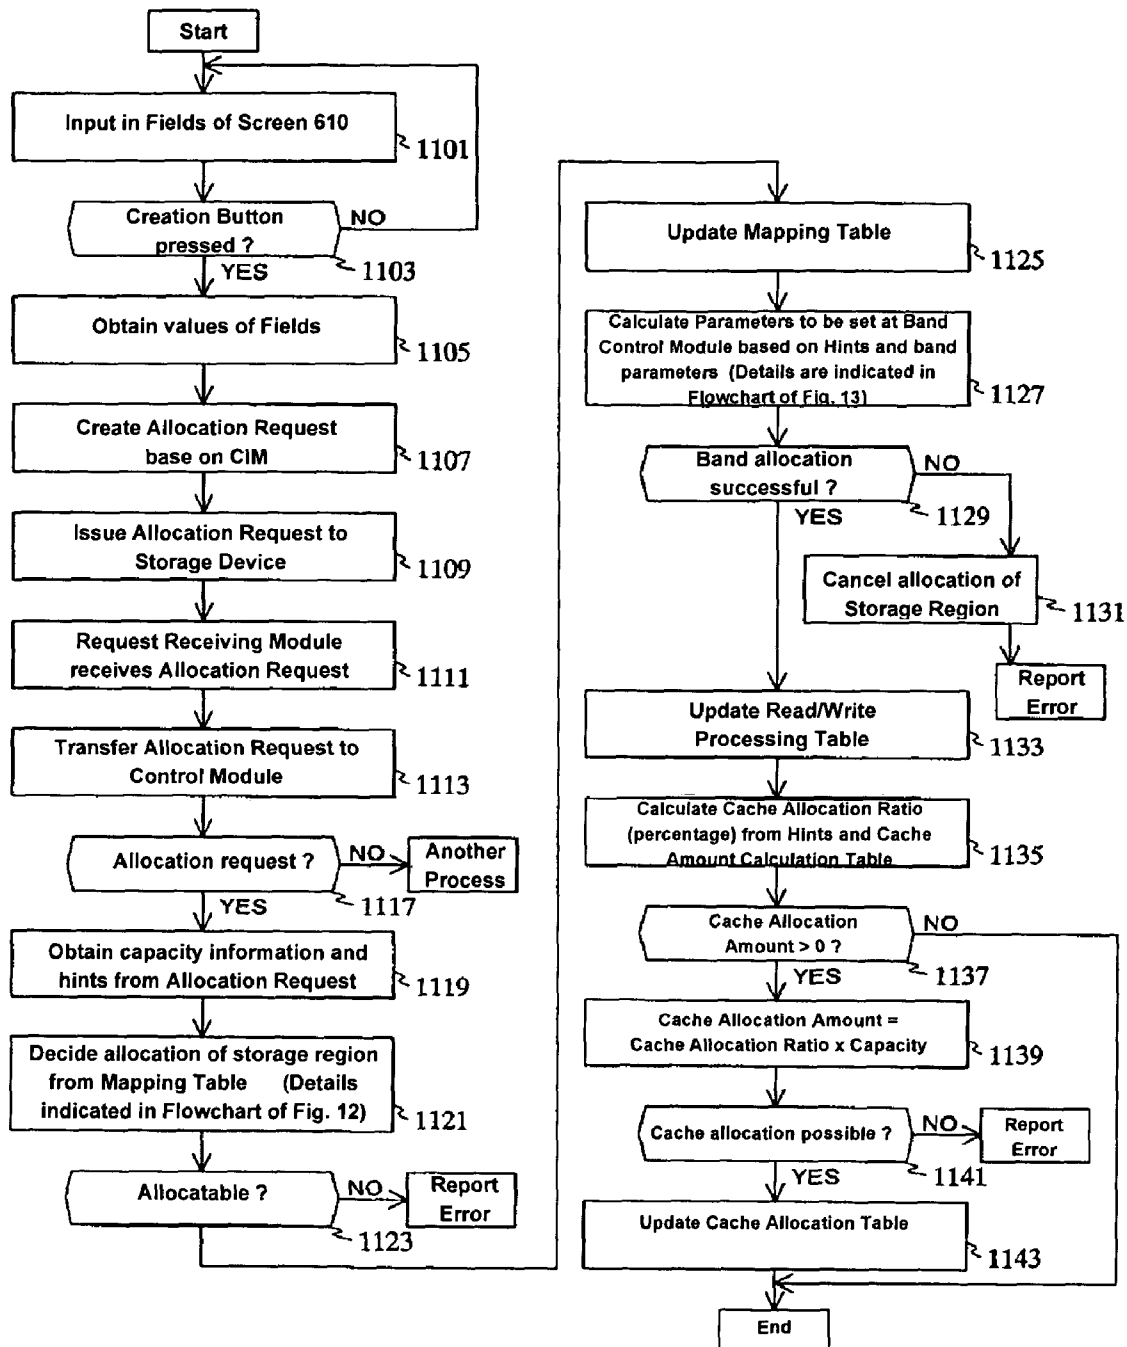 Start
Input in Fields of Screen 610
1101
Creation Button
pressed ?
NO
1103
YES
Obtain values of Fields
1105
Create Allocation Request
base on CIM
1107
Issue Allocation Request to
Storage Device
1109
Request Receiving Module
receives Allocation Request
1111
Transfer Allocation Request to
Control Module
1113
Allocation request ?
NO
Another
Process
1117
YES
Obtain capacity information and
hints from Allocation Request
1119
Decide allocation of storage region
from Mapping Table (Details
indicated in Flowchart of Fig. 12)
1121
Allocatable ?
NO
Report
Error
1123
Update Mapping Table
1125
Calculate Parameters to be set at Band
Control Module based on Hints and band
parameters (Details are indicated in
Flowchart of Fig. 13)
1127
Band allocation
successful ?
NO
1129
YES
Cancel allocation of
Storage Region
1131
Report
Error
Update Read/Write
Processing Table
1133
Calculate Cache Allocation Ratio
(percentage) from Hints and Cache
Amount Calculation Table
1135
Cache Allocation
Amount > 0 ?
NO
1137
YES
Cache Allocation Amount =
Cache Allocation Ratio x Capacity
1139
Cache allocation possible ?
NO
Report
Error
1141
YES
Update Cache Allocation Table
1143
End